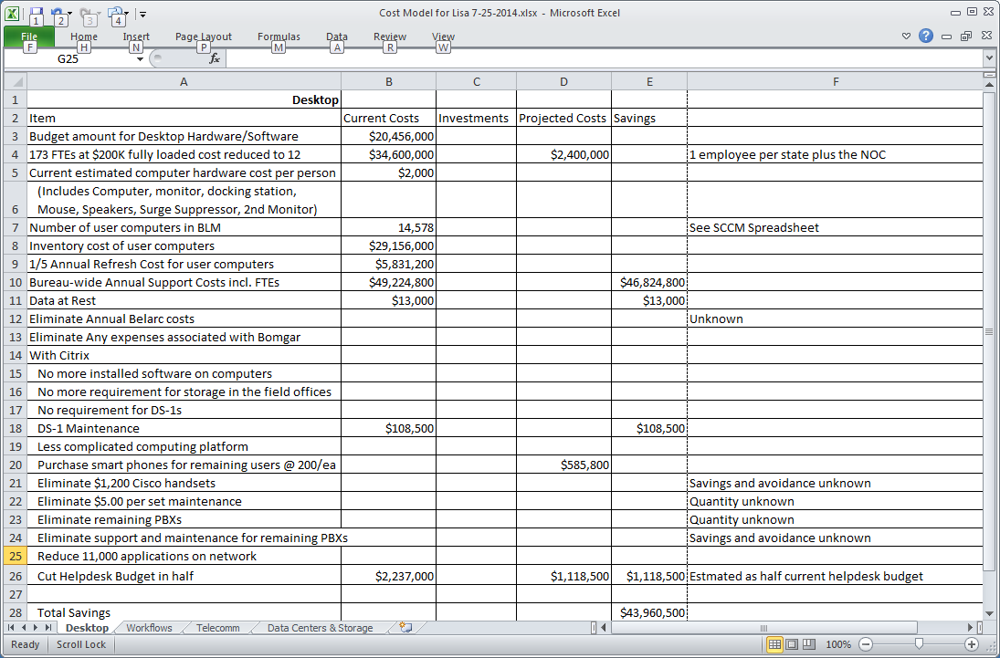 Cost Model for Lisa 7-25-2014.xlsx - Microsoft Excel
1 2 3 4
File Home Insert Page Layout Formulas Data Review View
F H N P M A R W
G25 fx
A B C D E F
1 Desktop
2 Item Current Costs Investments Projected Costs Savings
3 Budget amount for Desktop Hardware/Software $20,456,000
4 173 FTEs at $200K fully loaded cost reduced to 12 $34,600,000 $2,400,000 1 employee per state plus the NOC
5 Current estimated computer hardware cost per person $2,000
(Includes Computer, monitor, docking station,
6 Mouse, Speakers, Surge Suppressor, 2nd Monitor)
7 Number of user computers in BLM 14,578 See SCCM Spreadsheet
8 Inventory cost of user computers $29,156,000
9 1/5 Annual Refresh Cost for user computers $5,831,200
10 Bureau-wide Annual Support Costs incl. FTEs $49,224,800 $46,824,800
11 Data at Rest $13,000 $13,000
12 Eliminate Annual Belarc costs Unknown
13 Eliminate Any expenses associated with Bomgar
14 With Citrix
15 No more installed software on computers
16 No more requirement for storage in the field offices
17 No requirement for DS-1s
18 DS-1 Maintenance $108,500 $108,500
19 Less complicated computing platform
20 Purchase smart phones for remaining users @ 200/ea $585,800
21 Eliminate $1,200 Cisco handsets Savings and avoidance unknown
22 Eliminate $5.00 per set maintenance Quantity unknown
23 Eliminate remaining PBXs Quantity unknown
24 Eliminate support and maintenance for remaining PBXs Savings and avoidance unknown
25 Reduce 11,000 applications on network
26 Cut Helpdesk Budget in half $2,237,000 $1,118,500 $1,118,500 Estmated as half current helpdesk budget
27
28 Total Savings $43,960,500
Desktop Workflows Telecomm Data Centers & Storage
Ready Scroll Lock 100%